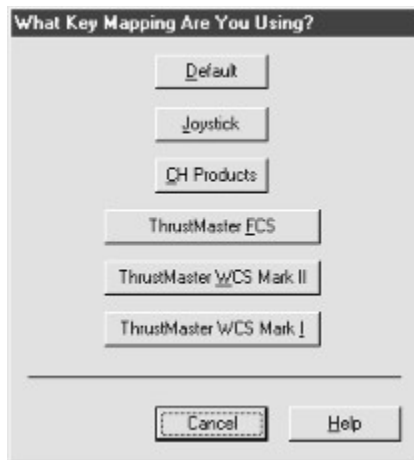 What Key Mapping Are You Using?
Default
Joystick
CH Products
ThrustMaster FCS
ThrustMaster WCS Mark II
ThrustMaster WCS Mark I
Cancel Help